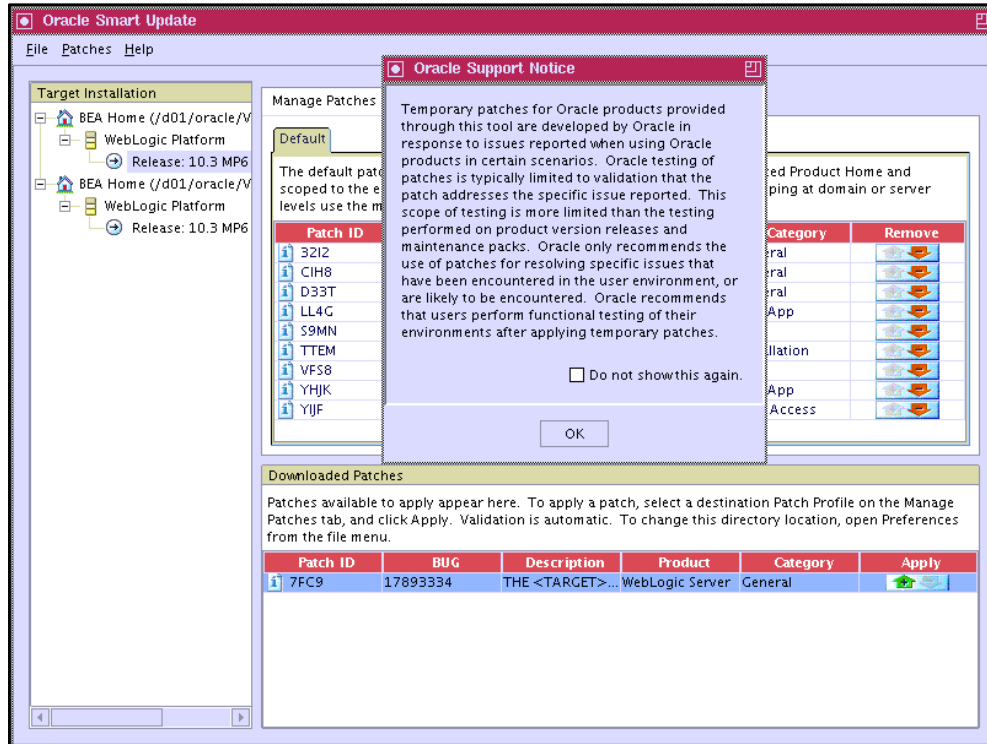 Oracle Smart Update
File Patches Help
Target Installation
BEA Home (/d01/oracle/V
WebLogic Platform
Release: 10.3 MP6
BEA Home (/d01/oracle/V
WebLogic Platform
Release: 10.3 MP6
Manage Patches
Default
The default pat
scoped to the e
levels use the m
ted Product Home and
ping at domain or server
Patch ID Category Remove
32I2 eral
CIH8 eral
D33T eral
LL4G App
S9MN
TTEM llation
VFS8
YHJK App
YIJF Access
Oracle Support Notice
Temporary patches for Oracle products provided
through this tool are developed by Oracle in
response to issues reported when using Oracle
products in certain scenarios. Oracle testing of
patches is typically limited to validation that the
patch addresses the specific issue reported. This
scope of testing is more limited than the testing
performed on product version releases and
maintenance packs. Oracle only recommends the
use of patches for resolving specific issues that
have been encountered in the user environment, or
are likely to be encountered. Oracle recommends
that users perform functional testing of their
environments after applying temporary patches.
Do not show this again.
OK
Downloaded Patches
Patches available to apply appear here. To apply a patch, select a destination Patch Profile on the Manage
Patches tab, and click Apply. Validation is automatic. To change this directory location, open Preferences
from the file menu.
Patch ID BUG Description Product Category Apply
7FC9 17893334 THE <TARGET>... WebLogic Server General